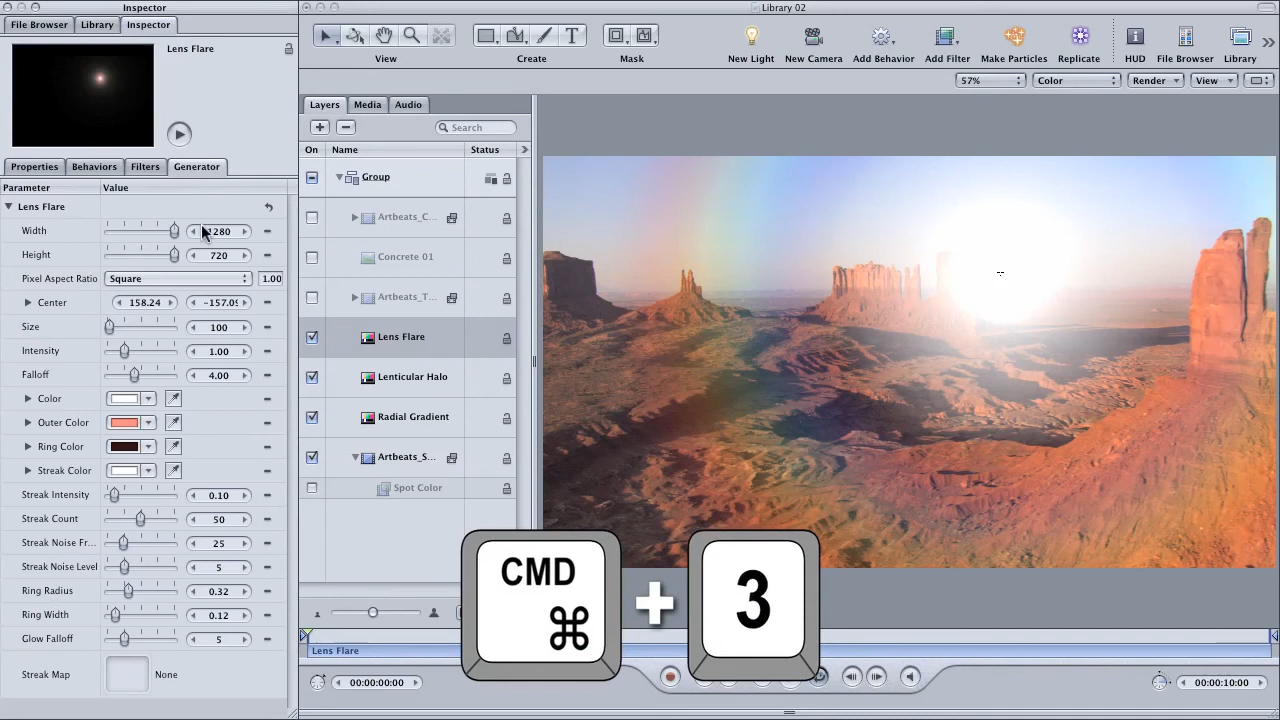 Inspector
Library 02
File Browser
Library
Inspector
Lens Flare
View
Create
Mask
New Light
New Camera
Add Behavior
Add Filter
Make Particles
Replicate
HUD
File Browser
Library
57%
Color
Render
View
Layers
Media
Audio
Search
On
Name
Status
Group
Artbeats_C...
Concrete 01
Artbeats_T...
Lens Flare
Lenticular Halo
Radial Gradient
Artbeats_S...
Spot Color
Properties
Behaviors
Filters
Generator
Parameter
Value
Lens Flare
Width
Height
720
Pixel Aspect Ratio
Square
1.00
Center
158.24
Size
100
Intensity
1.00
Falloff
4.00
Color
Outer Color
Ring Color
Streak Color
Streak Intensity
0.10
Streak Count
50
Streak Noise Fr...
25
Streak Noise Level
5
Ring Radius
0.32
Ring Width
0.12
Glow Falloff
5
Streak Map
None
CMD
⌘
+
3
Lens Flare
00:00:00:00
00:00:10:00